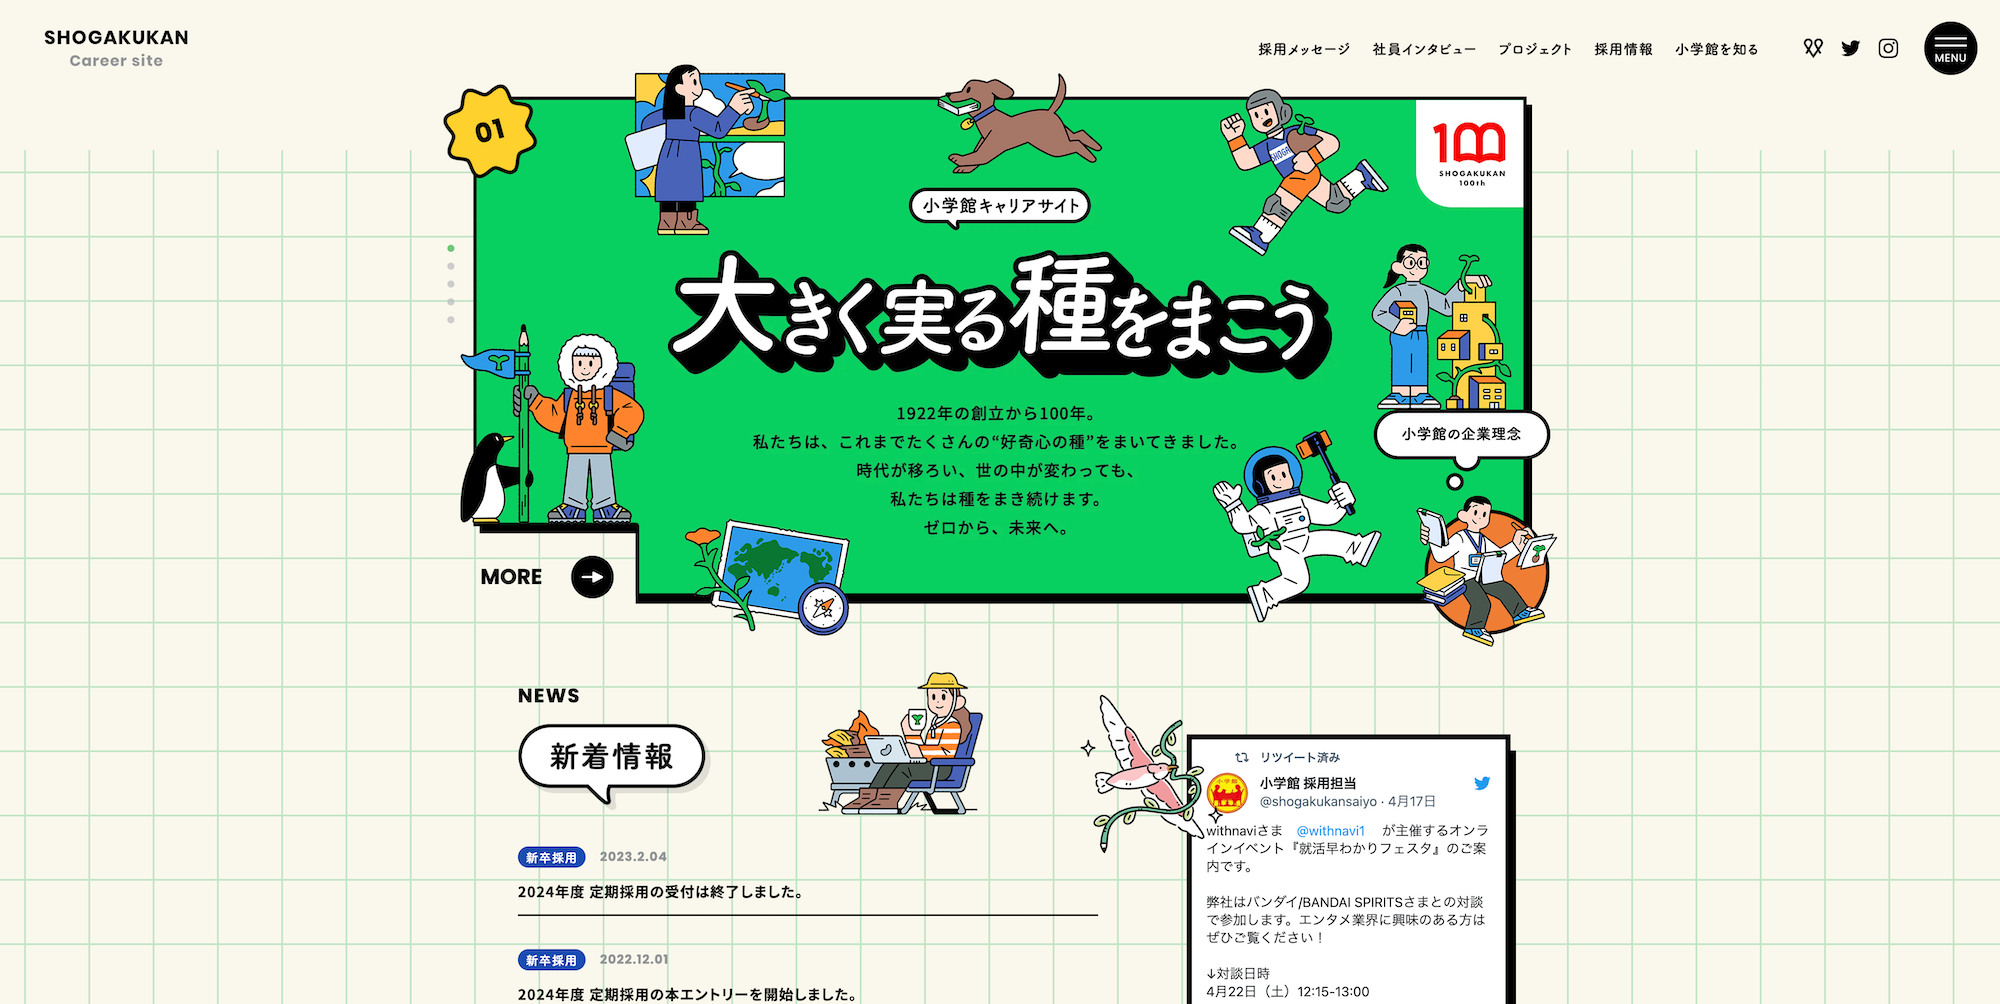 SHOGAKUKAN
Career site
採用メッセージ
社員インタビュー
プロジェクト
採用情報
小学館を知る
MENU
01
100
SHOGAKUKAN
100th
小学館キャリアサイト
大きく実る種をまこう
1922年の創立から100年。
私たちは、これまでたくさんの“好奇心の種”をまいてきました。
時代が移ろい、世の中が変わっても、
私たちは種をまき続けます。
ゼロから、未来へ。
小学館の企業理念
MORE
NEWS
新着情報
新卒採用 2023.2.04
2024年度 定期採用の受付は終了しました。
新卒採用 2022.12.01
2024年度 定期採用の本エントリーを開始しました。
リツイート済み
小学館
小学館 採用担当
@shogakukansaiyo · 4月17日
withnaviさま @withnavi1 が主催するオンラ
インイベント『就活早わかりフェスタ』のご案
内です。
弊社はバンダイ/BANDAI SPIRITSさまとの対談
で参加します。エンタメ業界に興味のある方は
ぜひご覧ください！
↓対談日時
4月22日（土）12:15-13:00